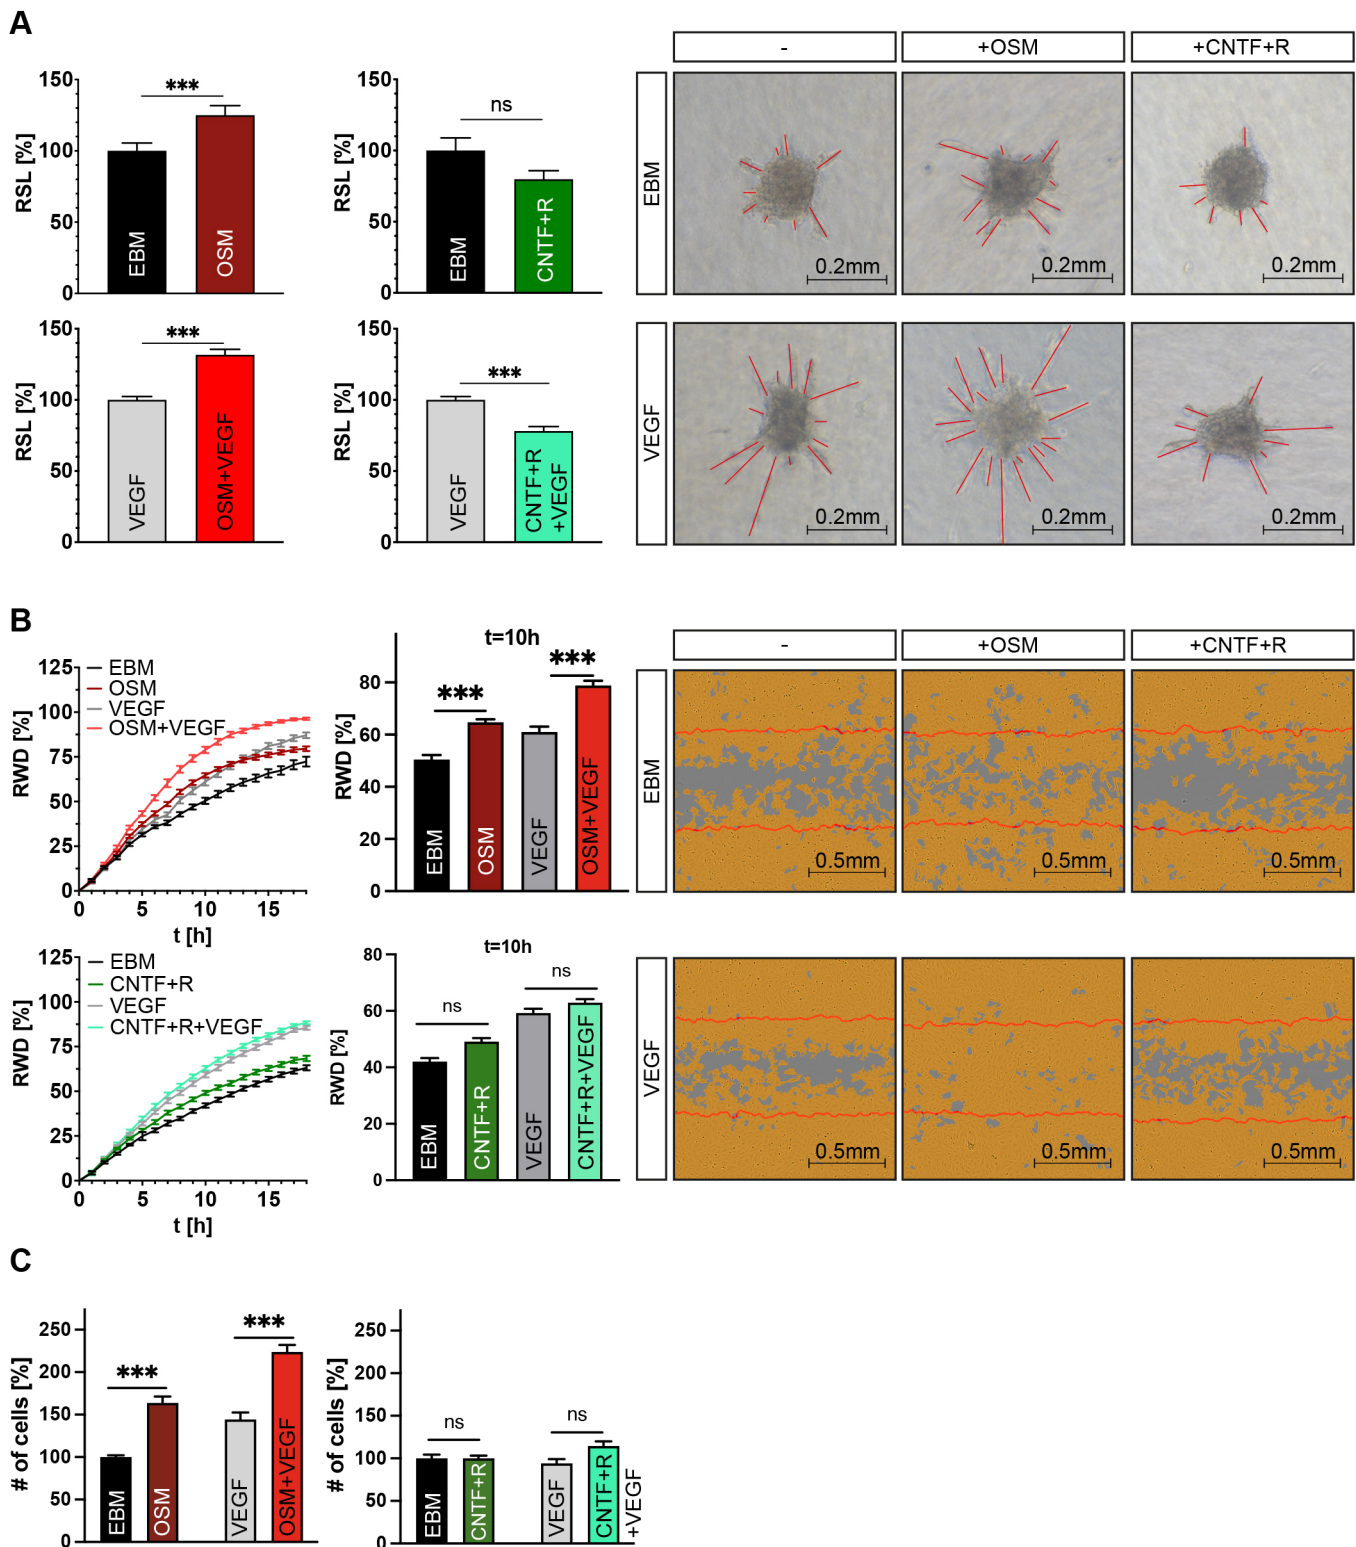 A
- +OSM +CNTF+R
150 100 50 0
RSL [%]
***
EBM OSM
150 100 50 0
RSL [%]
ns
EBM CNTF+R
EBM
0.2mm 0.2mm 0.2mm
150 100 50 0
RSL [%]
***
VEGF OSM+VEGF
150 100 50 0
RSL [%]
***
VEGF CNTF+R
+VEGF
VEGF
0.2mm 0.2mm 0.2mm
B
- +OSM +CNTF+R
125 100 75 50 25 0
RWD [%]
EBM
OSM
VEGF
OSM+VEGF
0 5 10 15
t [h]
t=10h
80 60 40 20 0
RWD [%]
*** ***
EBM OSM VEGF OSM+VEGF
EBM
0.5mm 0.5mm 0.5mm
125 100 75 50 25 0
RWD [%]
EBM
CNTF+R
VEGF
CNTF+R+VEGF
0 5 10 15
t [h]
t=10h
80 60 40 20 0
RWD [%]
ns ns
EBM CNTF+R VEGF CNTF+R+VEGF
VEGF
0.5mm 0.5mm 0.5mm
C
250 200 150 100 50 0
# of cells [%]
*** ***
EBM OSM VEGF OSM+VEGF
250 200 150 100 50 0
# of cells [%]
ns ns
EBM CNTF+R VEGF CNTF+R
+VEGF